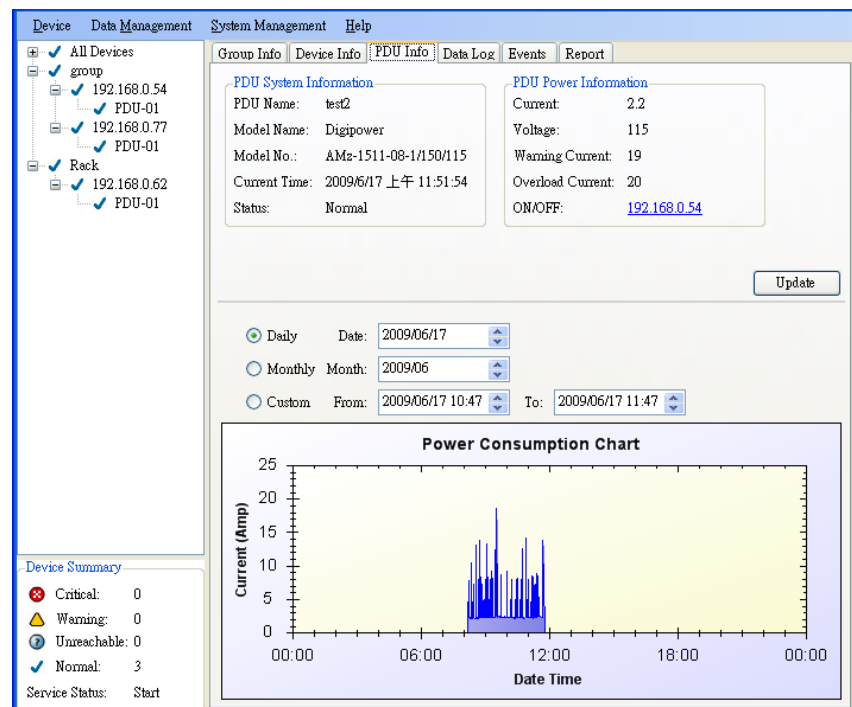 Device Data Management System Management Help
All Devices
group
192.168.0.54
PDU-01
192.168.0.77
PDU-01
Rack
192.168.0.62
PDU-01
Group Info Device Info PDU Info Data Log Events Report
PDU System Information
PDU Name: test2
Model Name: Digipower
Model No.: AMz-1511-08-1/150/115
Current Time: 2009/6/17 上午 11:51:54
Status: Normal
PDU Power Information
Current: 2.2
Voltage: 115
Warning Current: 19
Overload Current: 20
ON/OFF: 192.168.0.54
Update
Daily Date: 2009/06/17
Monthly Month: 2009/06
Custom From: 2009/06/17 10:47 To: 2009/06/17 11:47
Power Consumption Chart
Current (Amp)
25
20
15
10
5
0
00:00 06:00 12:00 18:00 00:00
Date Time
Device Summary
Critical: 0
Warning: 0
Unreachable: 0
Normal: 3
Service Status: Start